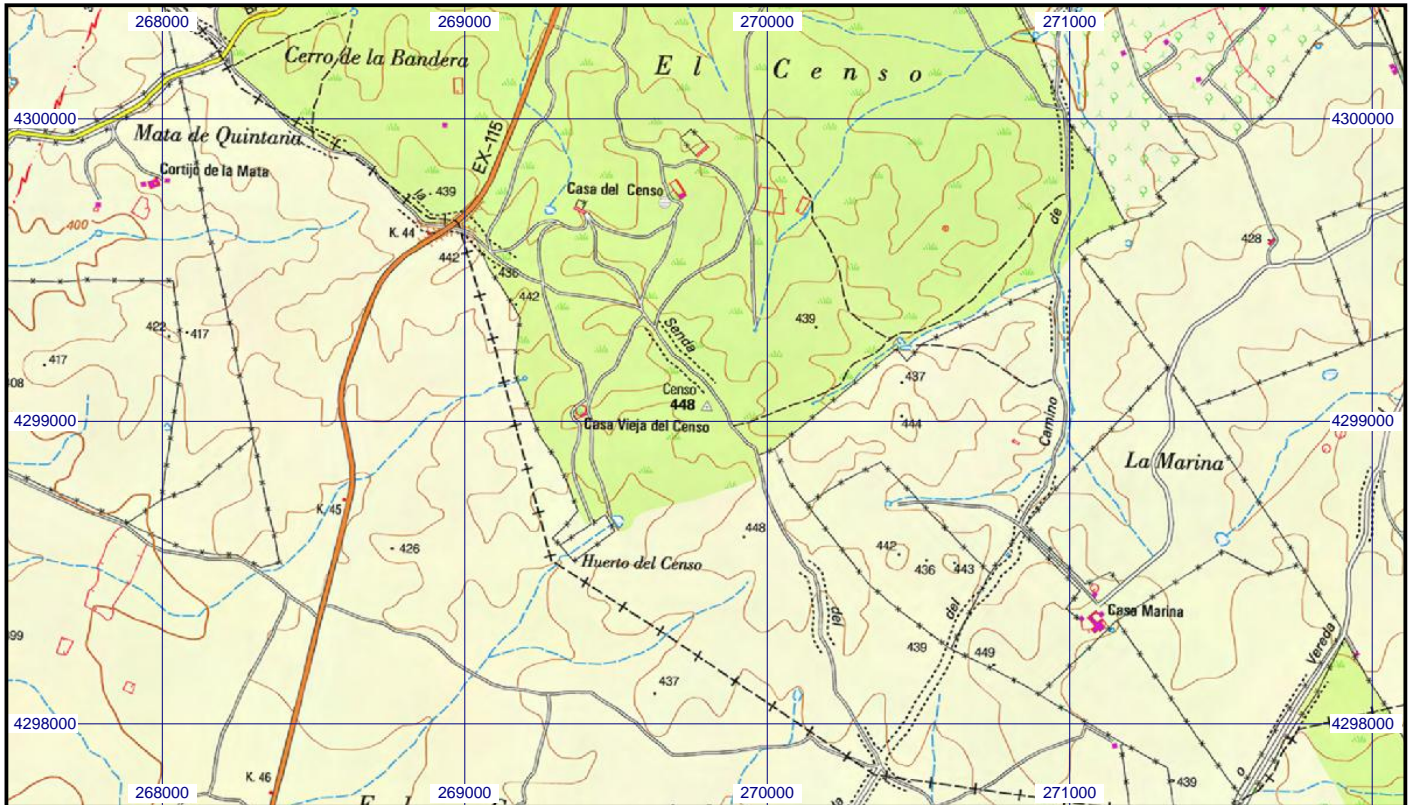 268000
269000
270000
271000
Cerro de la Bandera
El Censo
4300000
4300000
Mata de Quintana
EX-115
Cortijo de la Mata
la
439
Casa del Censo
de
400
K. 44
442
436
428
442
422
417
439
Senda
417
437
Censo
448
444
4299000
Casa Vieja del Censo
4299000
Camino
La Marina
K. 45
448
426
442
436
443
Huerto del Censo
del
del
Casa Marina
439
449
Vereda
437
4298000
4298000
K. 46
439
268000
269000
270000
271000